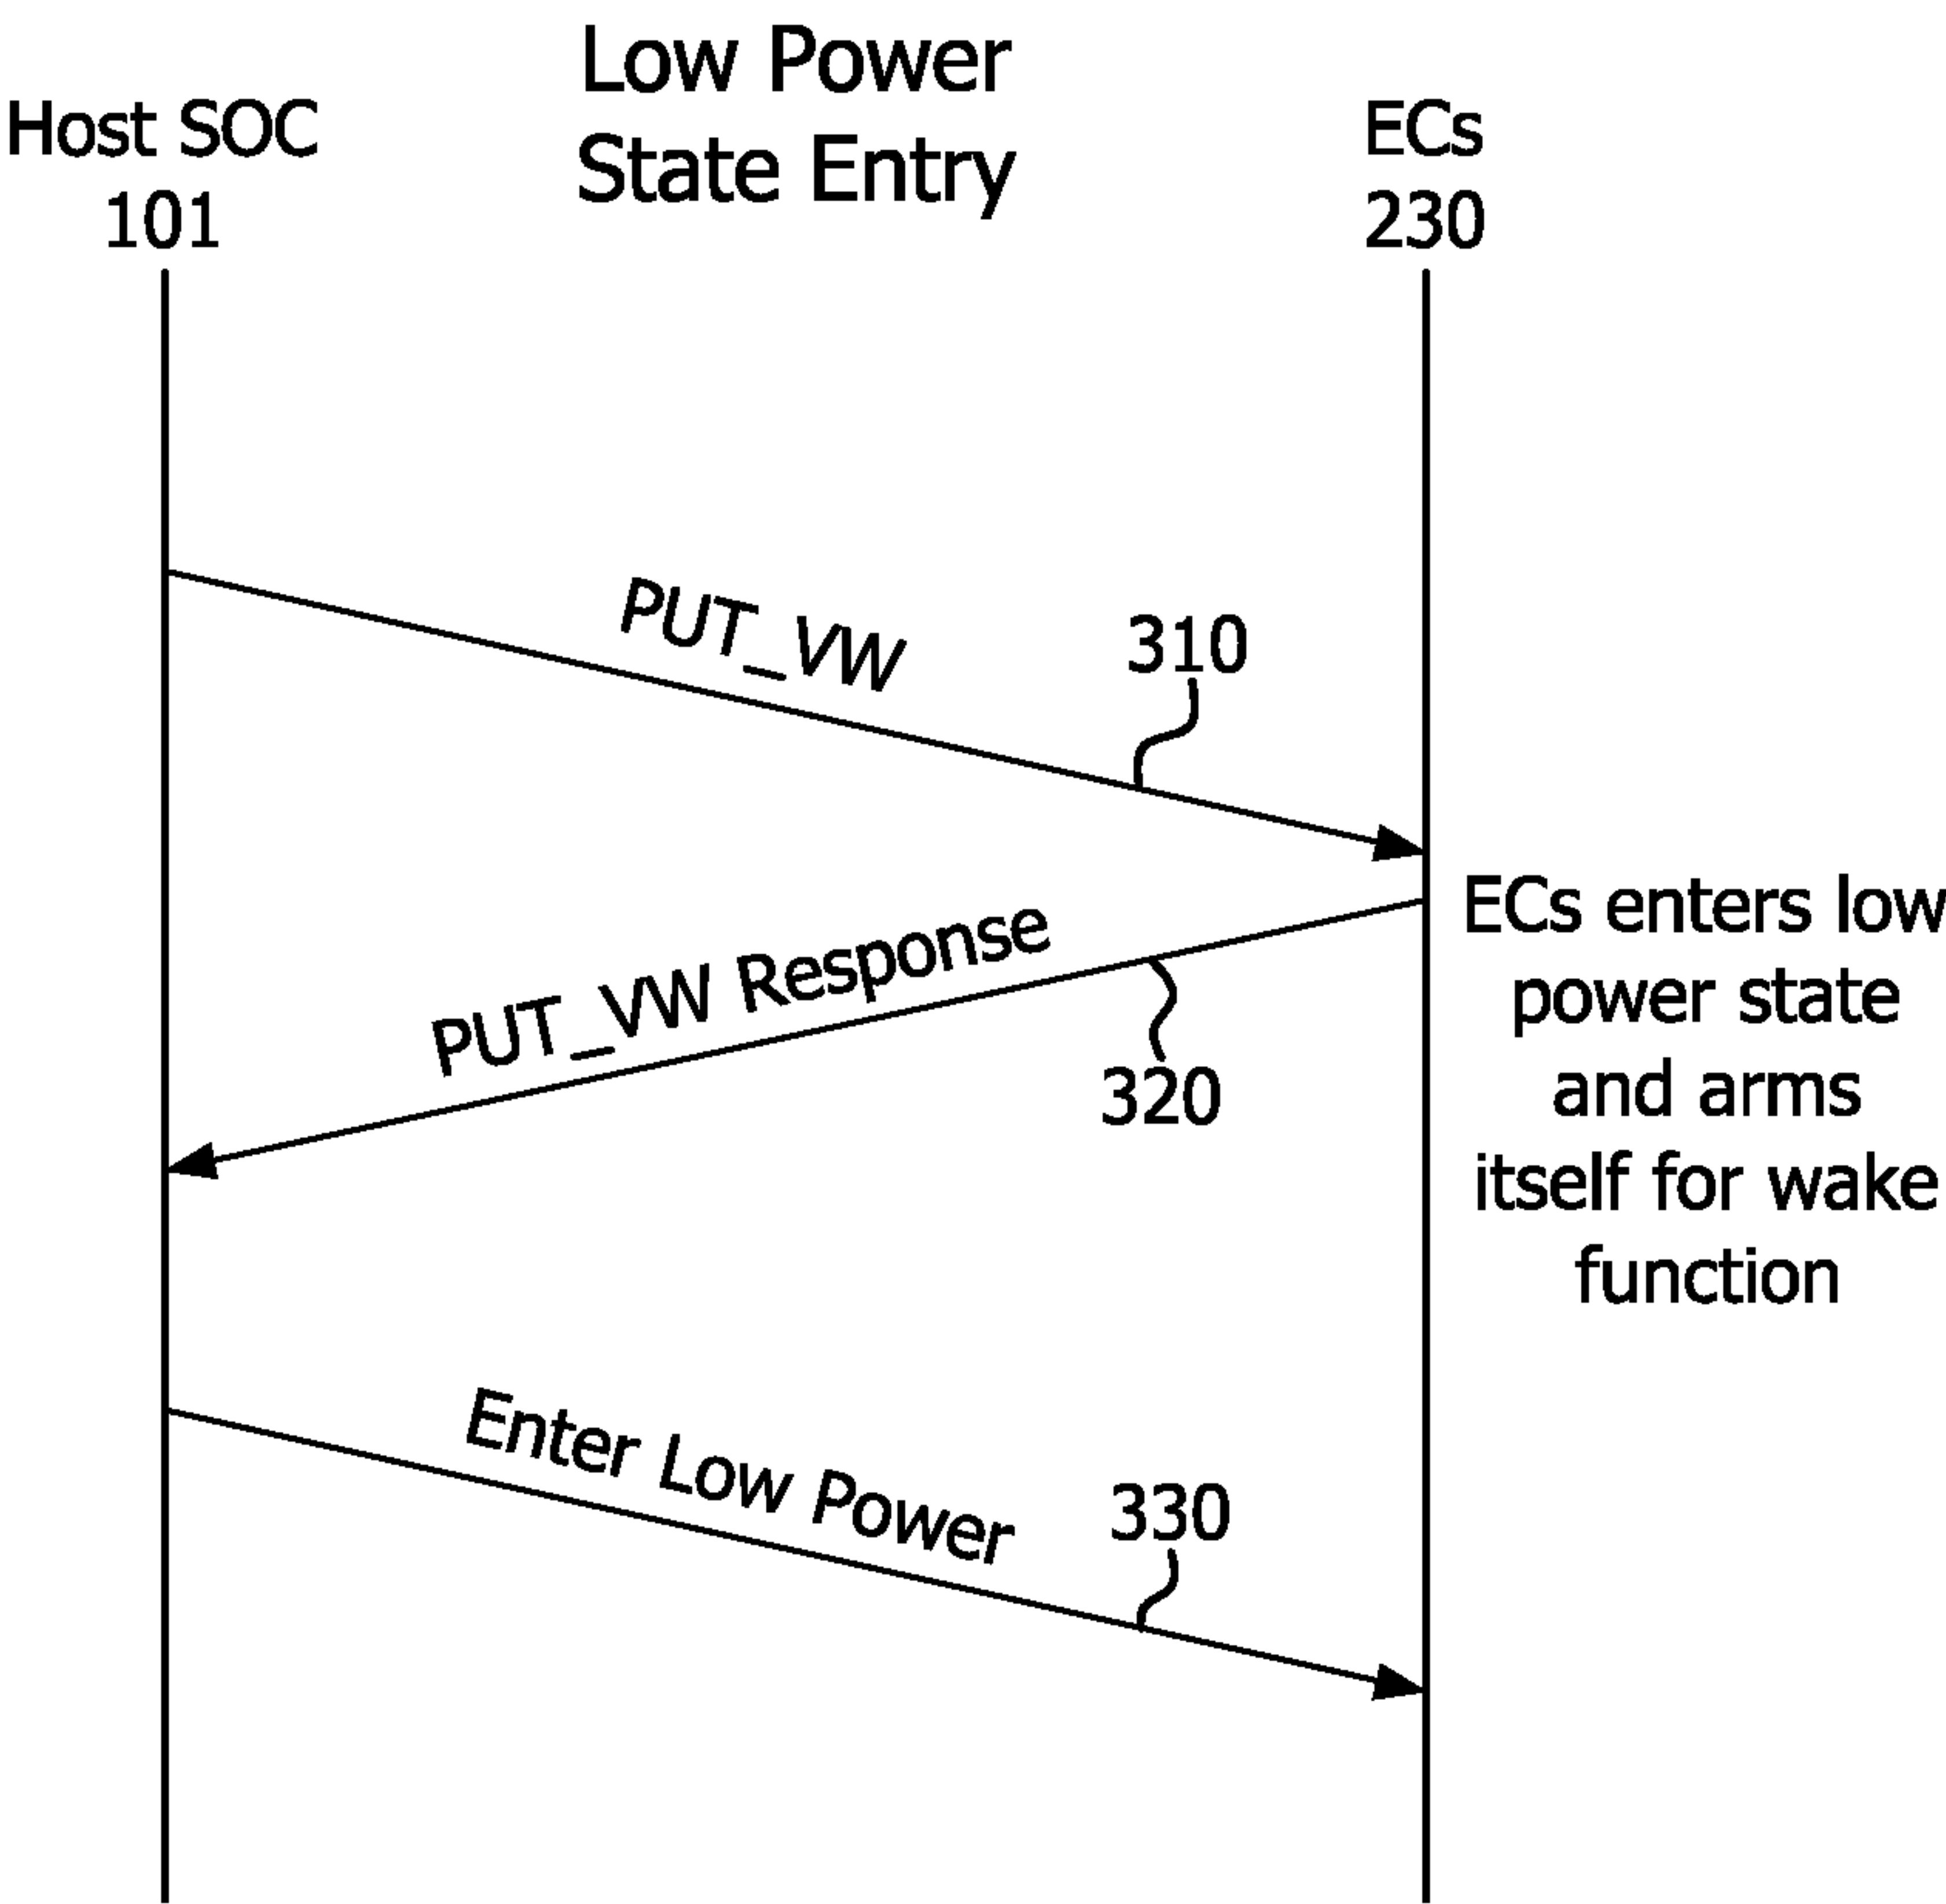 Low Power
State Entry
Host SOC
101
ECs
230
PUT_VW
310
ECs enters low
power state
and arms
itself for wake
function
PUT_VW Response
320
Enter Low Power
330